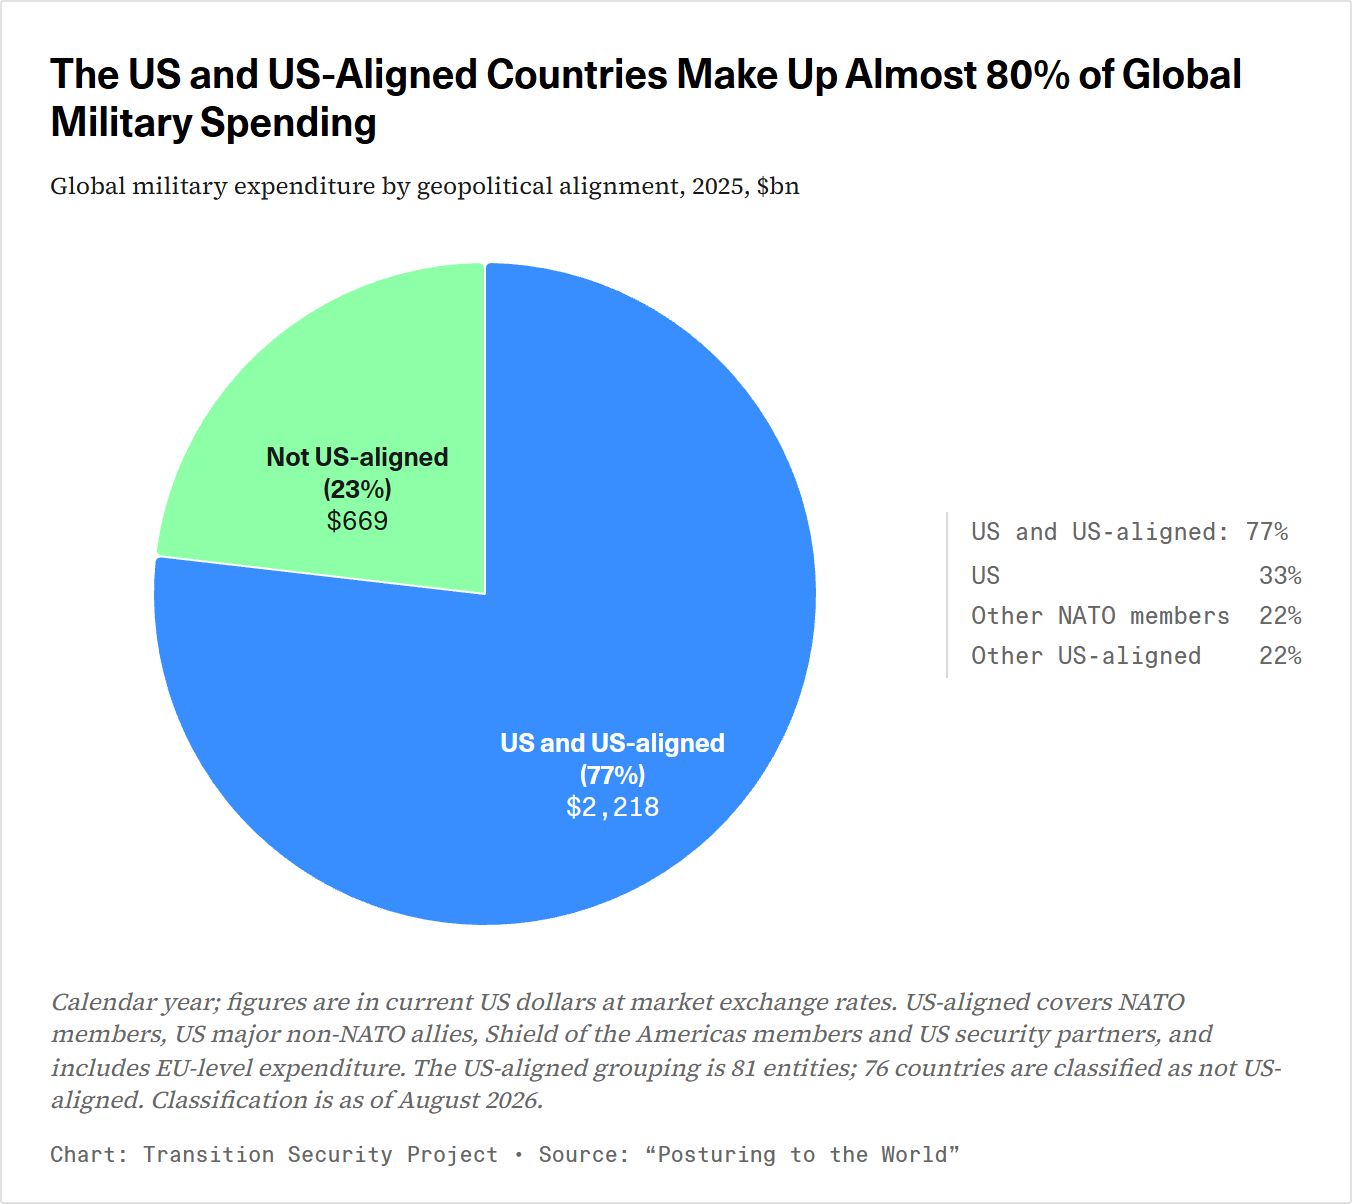 The US and US-Aligned Countries Make Up Almost 80% of Global
Military Spending
Global military expenditure by geopolitical alignment, 2025, $bn
Not US-aligned
(23%)
$669
US and US-aligned
(77%)
$2,218
US and US-aligned: 77%
US 33%
Other NATO members 22%
Other US-aligned 22%
Calendar year; figures are in current US dollars at market exchange rates. US-aligned covers NATO
members, US major non-NATO allies, Shield of the Americas members and US security partners, and
includes EU-level expenditure. The US-aligned grouping is 81 entities; 76 countries are classified as not US-
aligned. Classification is as of August 2026.
Chart: Transition Security Project • Source: “Posturing to the World”